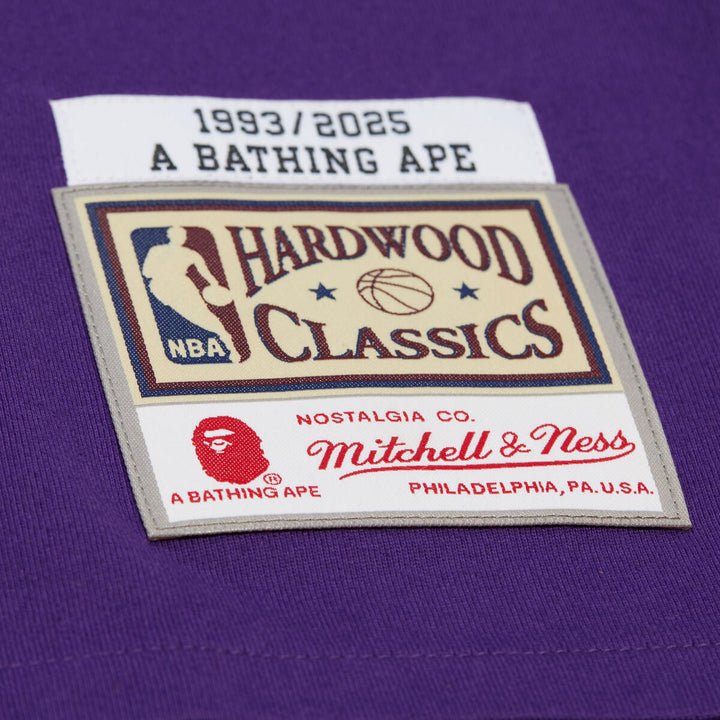 1993/2025
A BATHING APE
HARDWOOD
CLASSICS
NBA
NOSTALGIA CO.
Mitchell & Ness
PHILADELPHIA, PA. U.S.A.
®
A BATHING APE